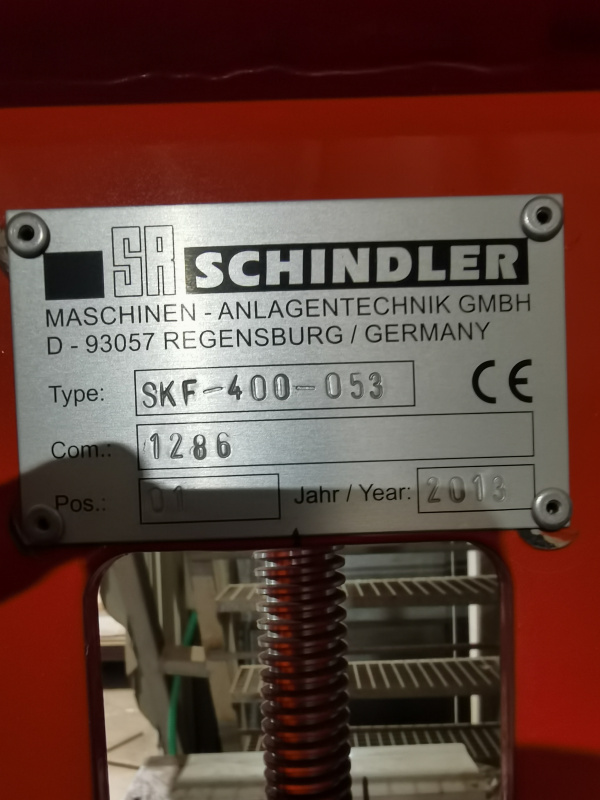 SR SCHINDLER
MASCHINEN - ANLAGENTECHNIK GMBH
D - 93057 REGENSBURG / GERMANY
Type: SKF-400-053 CE
Com.: 1286
Pos.: 01 Jahr / Year: 2013